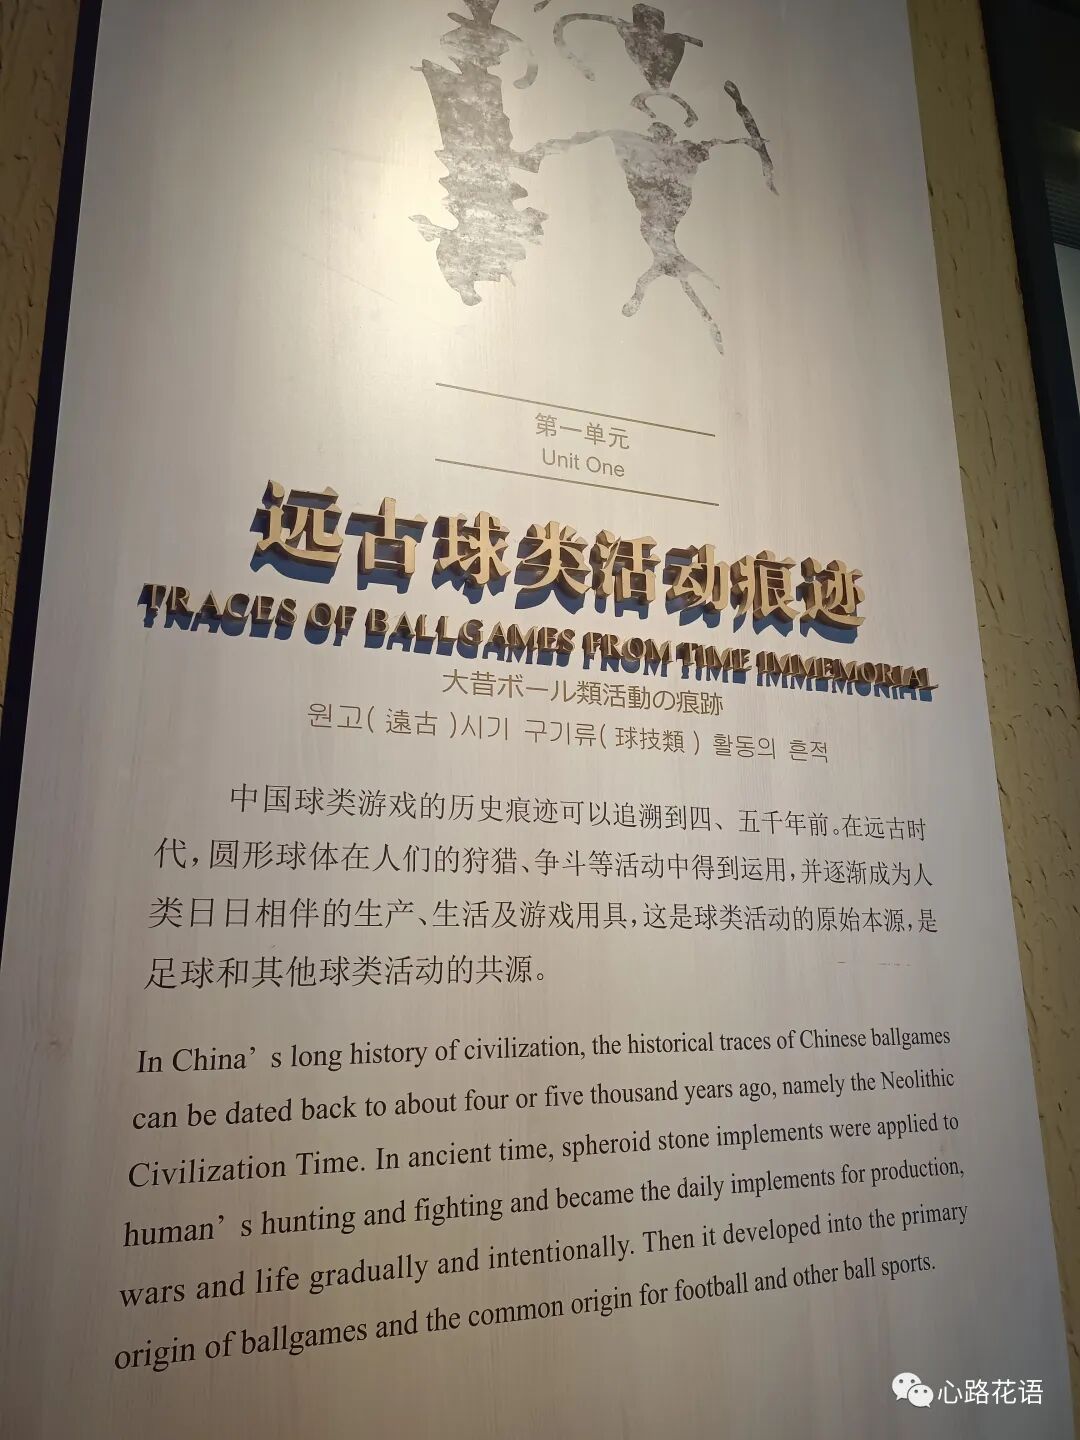 第一单元
Unit One
远古球类活动痕迹
TRACES OF BALLGAMES FROM TIME IMMEMORIAL
大昔ボール類活動の痕跡
원고( 遠古 )시기 구기류( 球技類 ) 활동의 흔적
中国球类游戏的历史痕迹可以追溯到四、五千年前。在远古时
代，圆形球体在人们的狩猎、争斗等活动中得到运用，并逐渐成为人
类日日相伴的生产、生活及游戏用具，这是球类活动的原始本源，是
足球和其他球类活动的共源。
In China’s long history of civilization, the historical traces of Chinese ballgames
can be dated back to about four or five thousand years ago, namely the Neolithic
Civilization Time. In ancient time, spheroid stone implements were applied to
human’s hunting and fighting and became the daily implements for production,
wars and life gradually and intentionally. Then it developed into the primary
origin of ballgames and the common origin for football and other ball sports.
心路花语